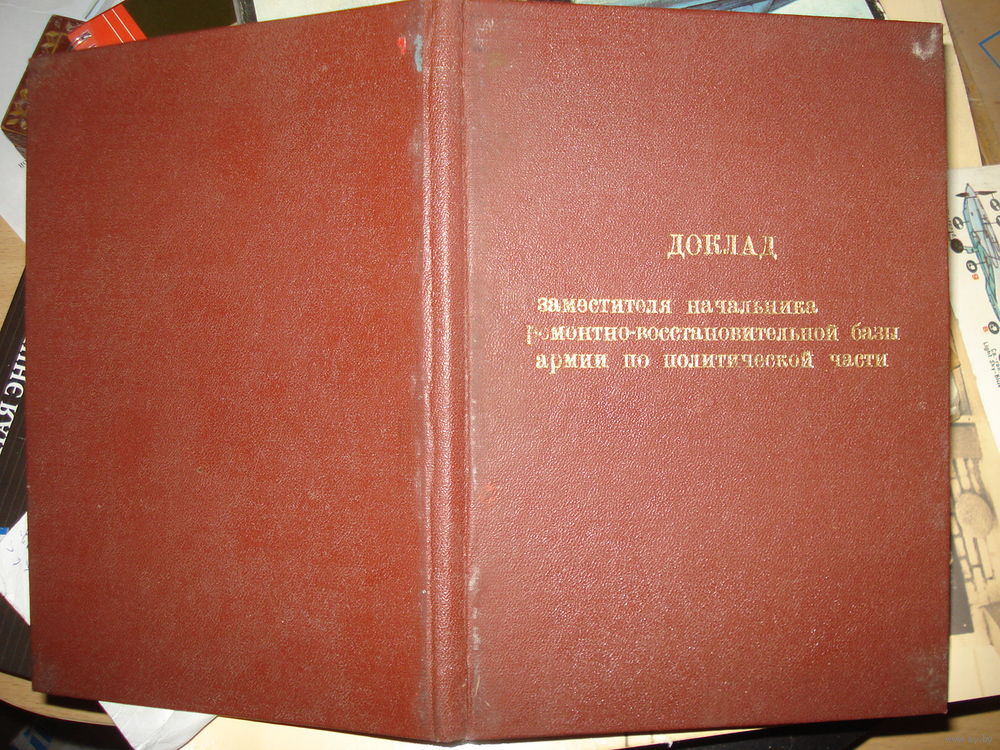 ДОКЛАД
заместителя начальника
ремонтно-восстановительной базы
армии по политической части